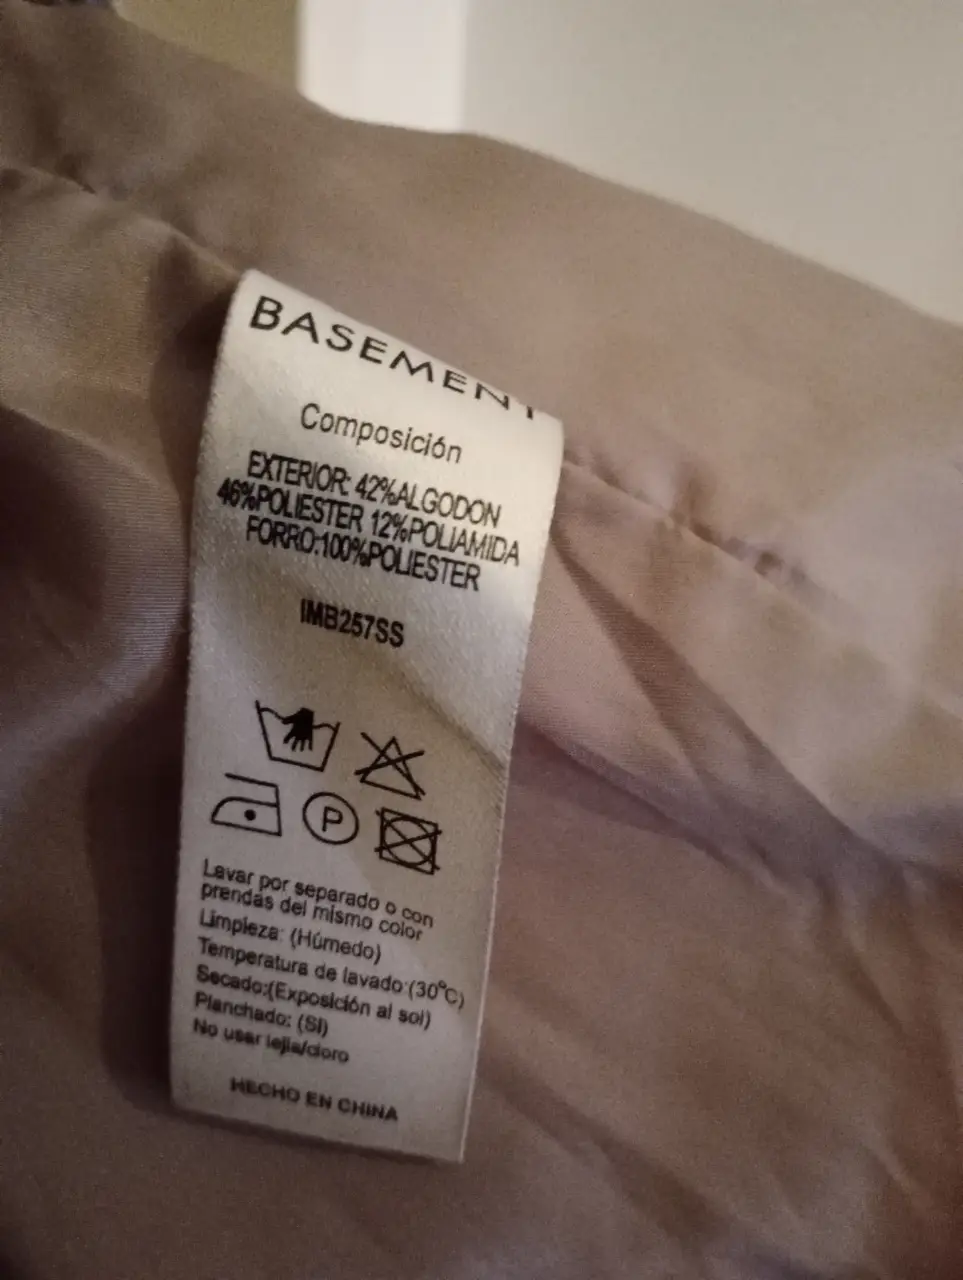 BASEMENT
Composición
EXTERIOR: 42%ALGODON
46%POLIESTER 12%POLIAMIDA
FORRO:100%POLIESTER
IMB257SS
P
Lavar por separado o con
prendas del mismo color
Limpieza: (Húmedo)
Temperatura de lavado:(30°C)
Secado:(Exposición al sol)
Planchado: (SI)
No usar lejia/cloro
HECHO EN CHINA